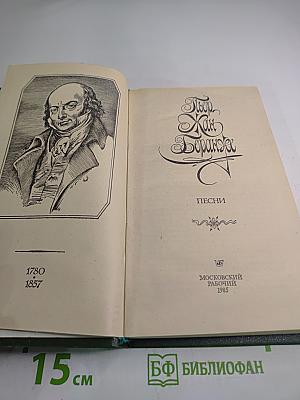 1780
1857
Пьер
Жан
Беранже
ПЕСНИ
МОСКОВСКИЙ
РАБОЧИЙ
1985
15 см
БФ БИБЛИОФАН